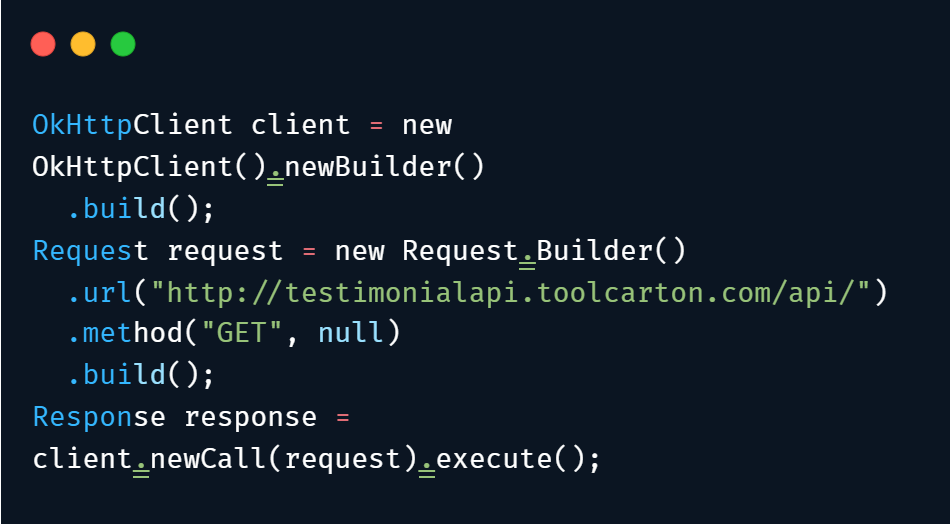 OkHttpClient client = new
OkHttpClient().newBuilder()
  .build();
Request request = new Request.Builder()
  .url("http://testimonialapi.toolcarton.com/api/")
  .method("GET", null)
  .build();
Response response =
client.newCall(request).execute();